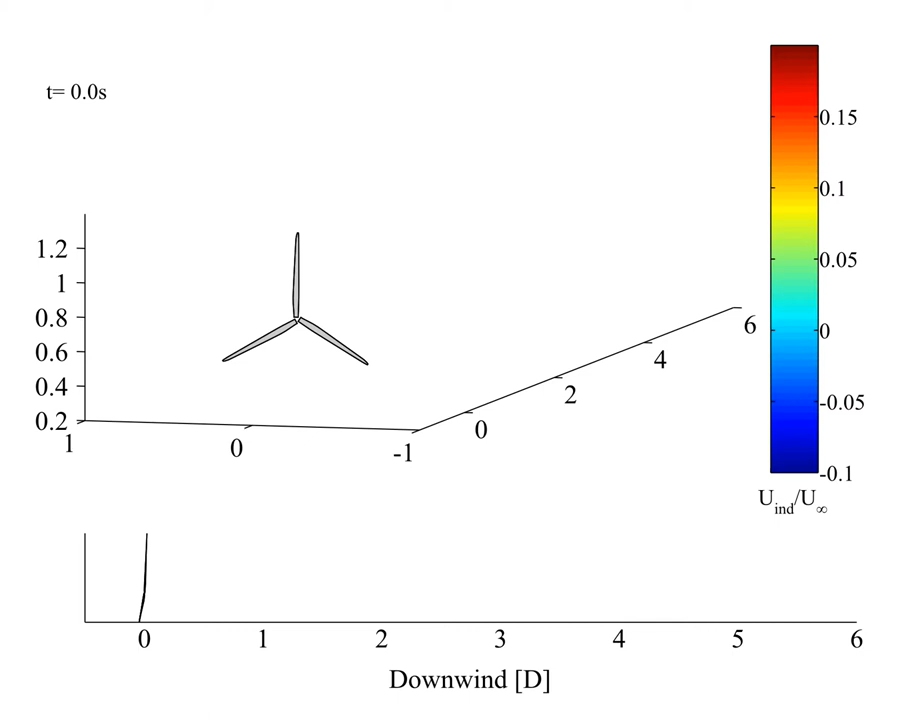 t= 0.0s
0.15
0.1
0.05
0
-0.05
-0.1
U_ind/U_∞
1.2
1
0.8
0.6
0.4
0.2
1 0 -1
0 2 4 6
0 1 2 3 4 5 6
Downwind [D]